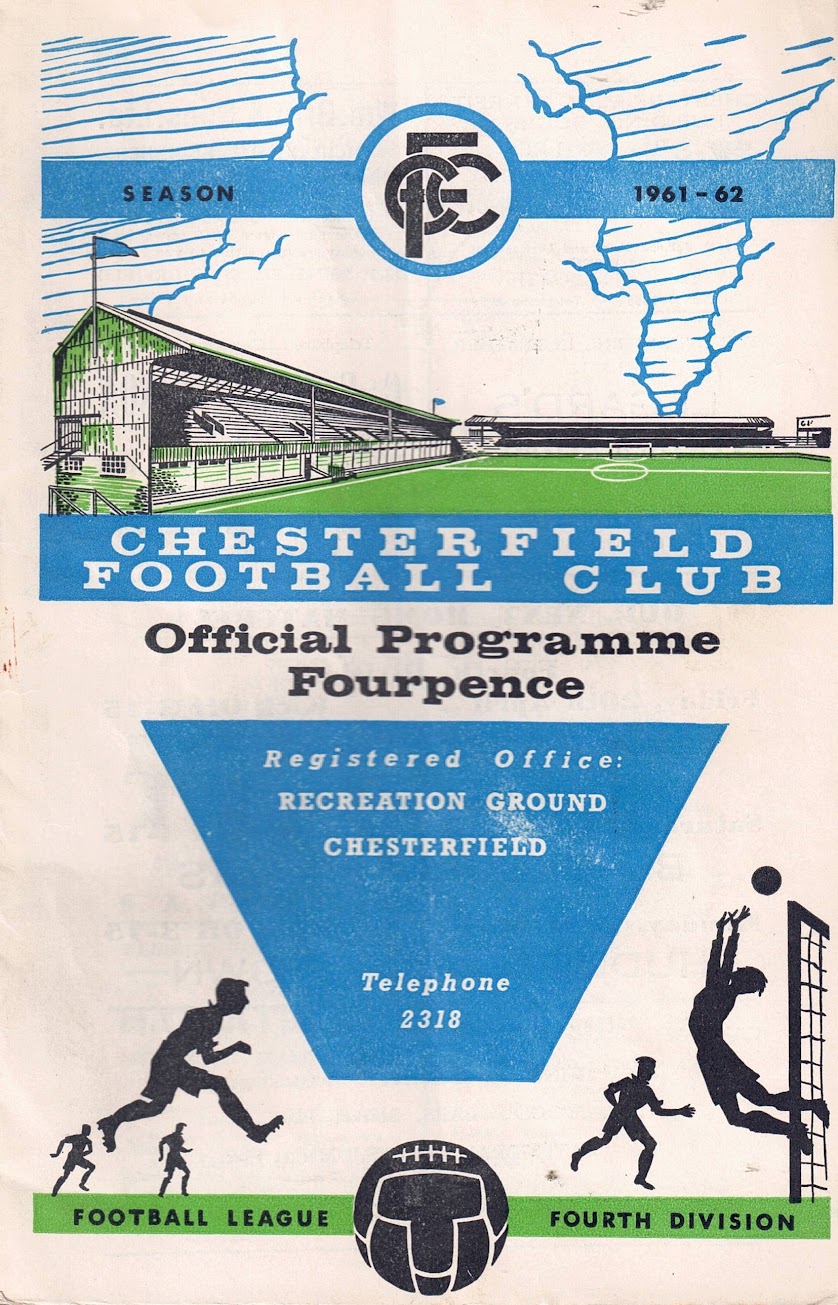 CFC
SEASON
1961-62
CHESTERFIELD
FOOTBALL CLUB
Official Programme
Fourpence
Registered Office:
RECREATION GROUND
CHESTERFIELD
Telephone
2318
FOOTBALL LEAGUE
FOURTH DIVISION